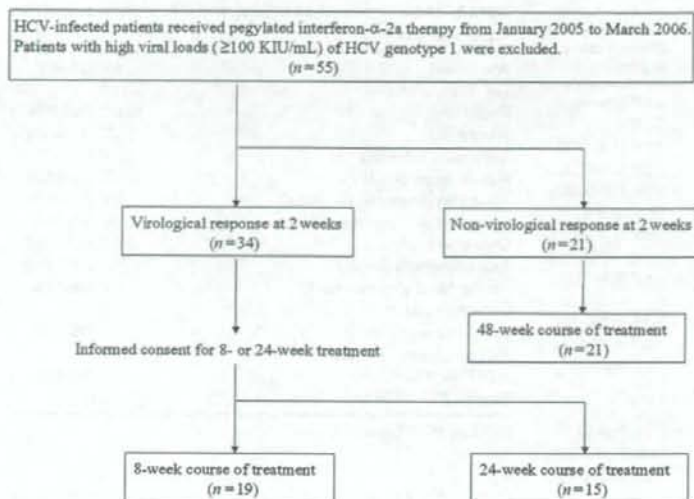 HCV-infected patients received pegylated interferon-α-2a therapy from January 2005 to March 2006.
Patients with high viral loads (≥100 KIU/mL) of HCV genotype 1 were excluded.
(n=55)
Virological response at 2 weeks
(n=34)
Non-virological response at 2 weeks
(n=21)
48-week course of treatment
(n=21)
Informed consent for 8- or 24-week treatment
8-week course of treatment
(n=19)
24-week course of treatment
(n=15)